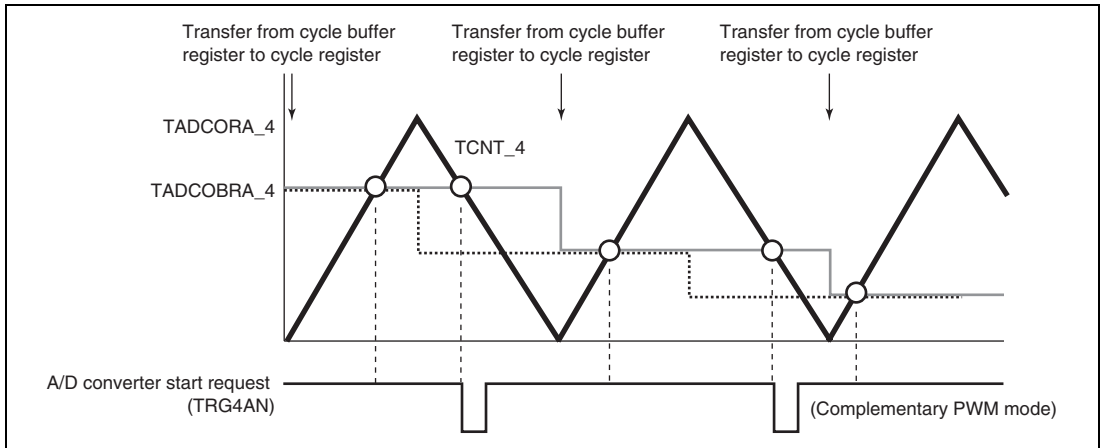 Transfer from cycle buffer
register to cycle register
Transfer from cycle buffer
register to cycle register
Transfer from cycle buffer
register to cycle register
TADCORA_4
TCNT_4
TADCOBRA_4
A/D converter start request
(TRG4AN)
(Complementary PWM mode)